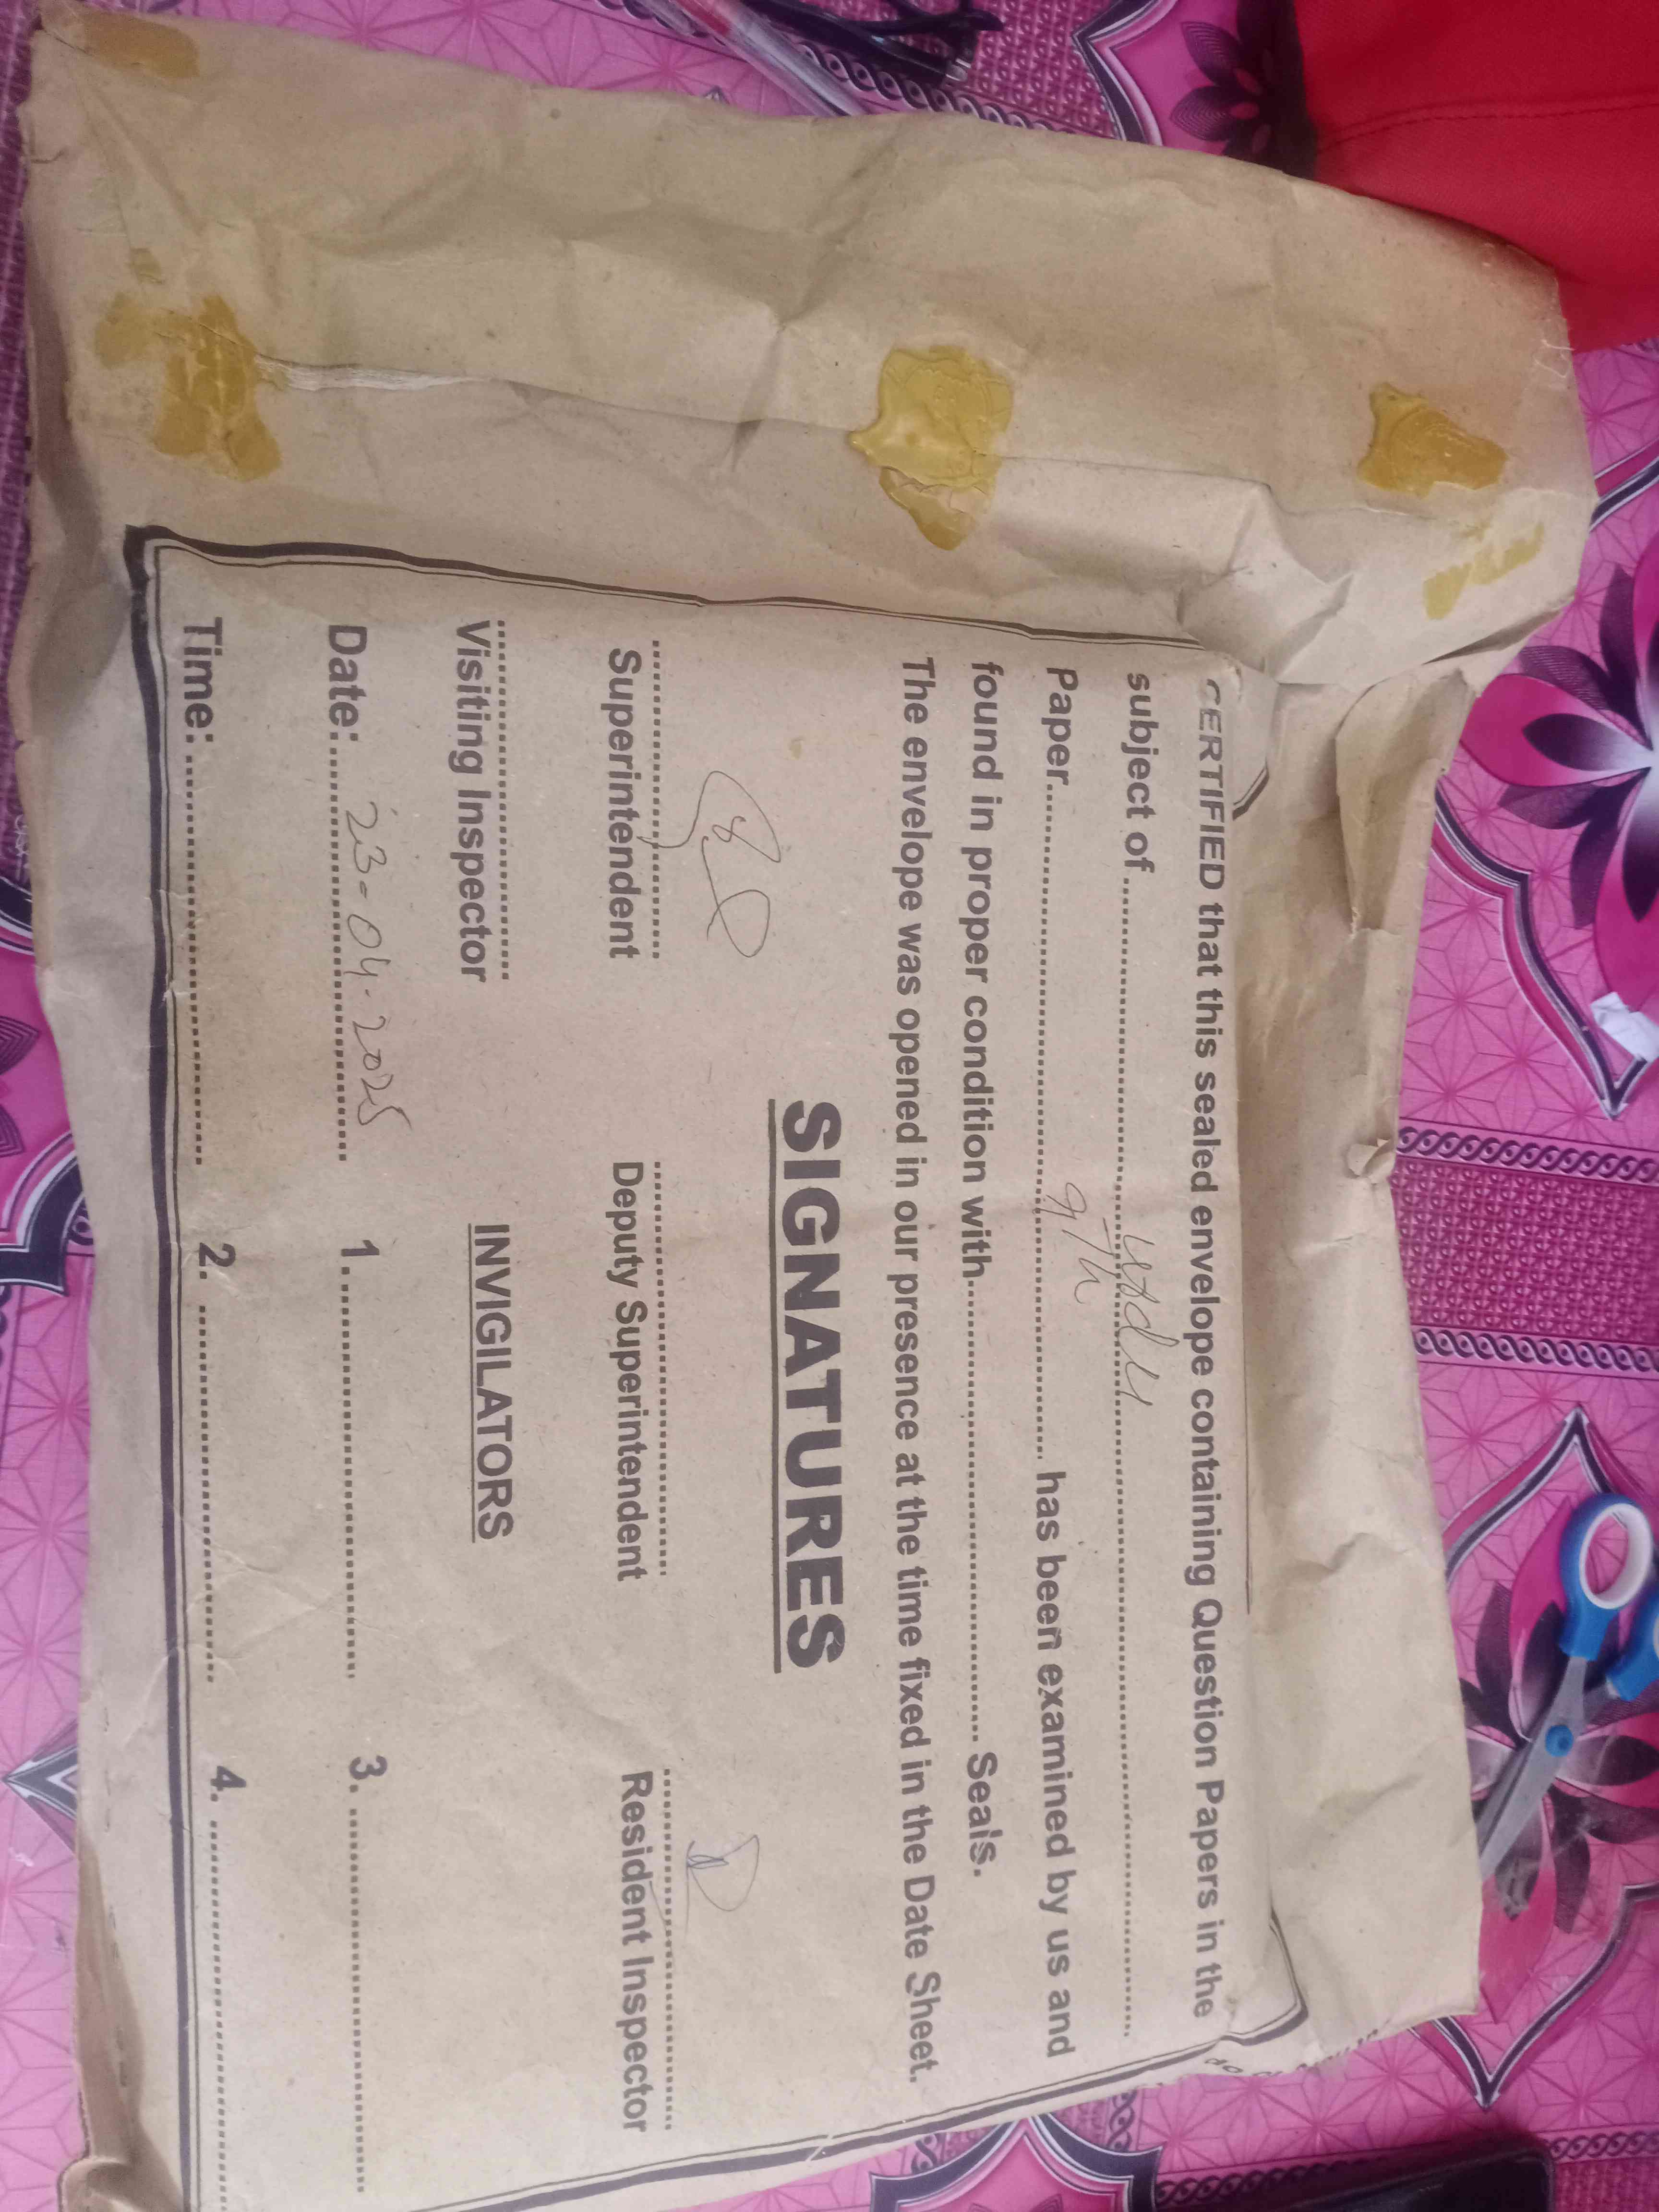 CERTIFIED that this sealed envelope containing Question Papers in the
subject of ........ Urdu ........
Paper........ 9th ........ has been examined by us and
found in proper condition with........ Seals.
The envelope was opened in our presence at the time fixed in the Date Sheet.
SIGNATURES
Superintendent Deputy Superintendent Resident Inspector
Visiting Inspector INVIGILATORS
Date: 23-04-2025 1. ........ 3. ........
Time: ........ 2. ........ 4. ........